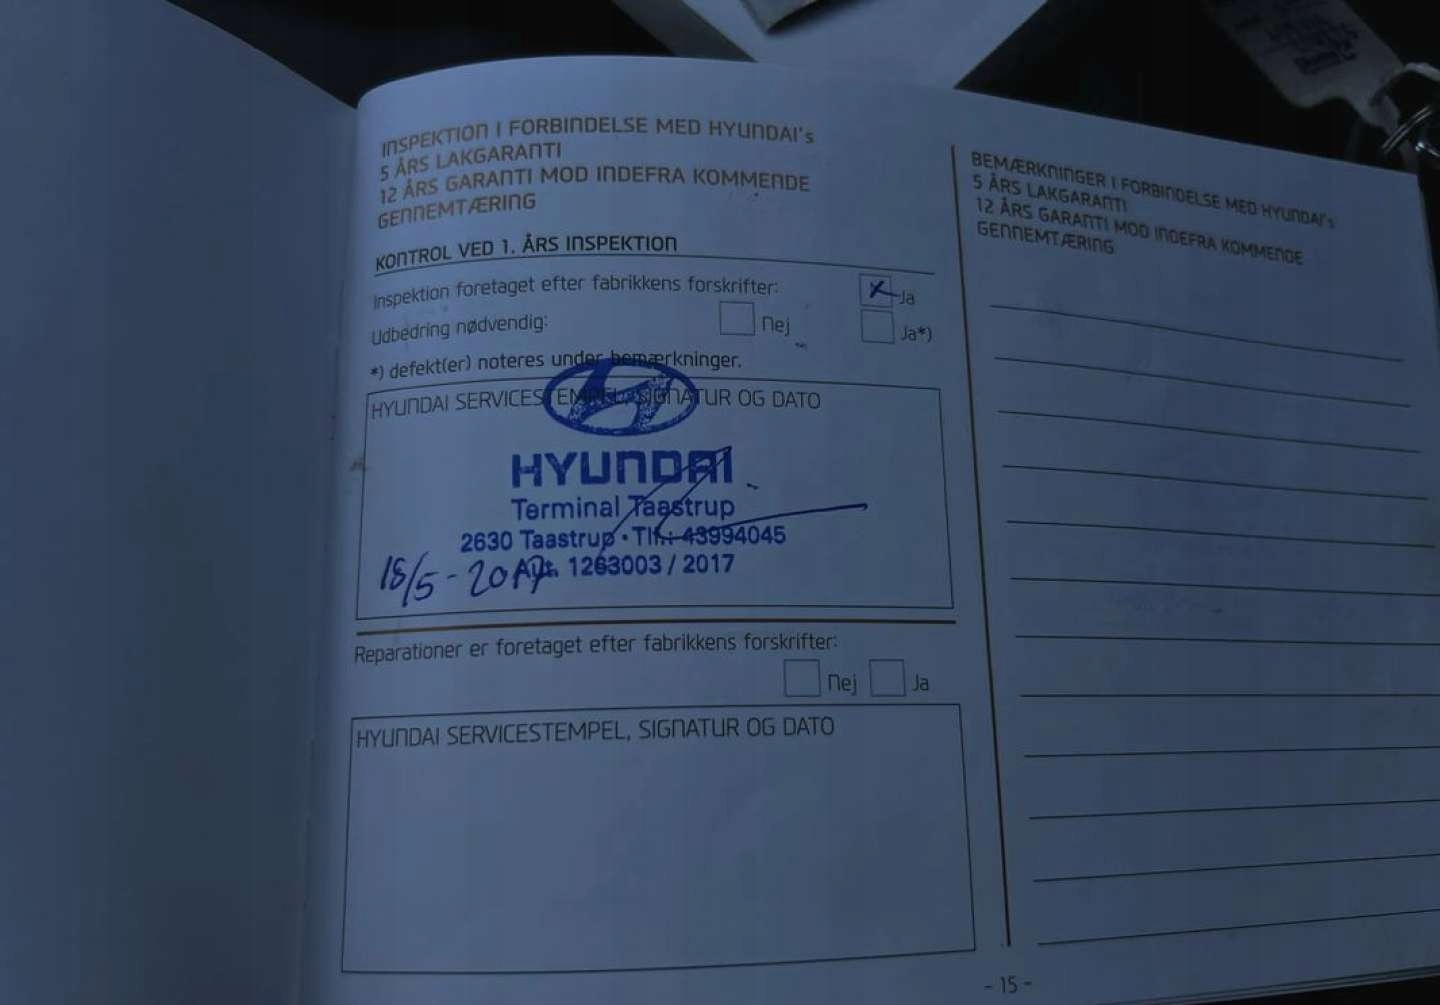 INSPEKTION I FORBINDELSE MED HYUNDAI's
5 ÅRS LAKGARANTI
12 ÅRS GARANTI MOD INDEFRA KOMMENDE
GENNEMTÆRING
KONTROL VED 1. ÅRS INSPEKTION
Inspektion foretaget efter fabrikkens forskrifter: x Ja
Udbedring nødvendig: Nej Ja*)
*) defekt(er) noteres under bemærkninger.
HYUNDAI SERVICESTEMPEL, SIGNATUR OG DATO
HYUNDAI
Terminal Taastrup
2630 Taastrup · Tlf.: 43994045
Aut. 1263003 / 2017
18/5 - 2017
Reparationer er foretaget efter fabrikkens forskrifter:
Nej Ja
HYUNDAI SERVICESTEMPEL, SIGNATUR OG DATO
BEMÆRKNINGER I FORBINDELSE MED HYUNDAI's
5 ÅRS LAKGARANTI
12 ÅRS GARANTI MOD INDEFRA KOMMENDE
GENNEMTÆRING
- 15 -